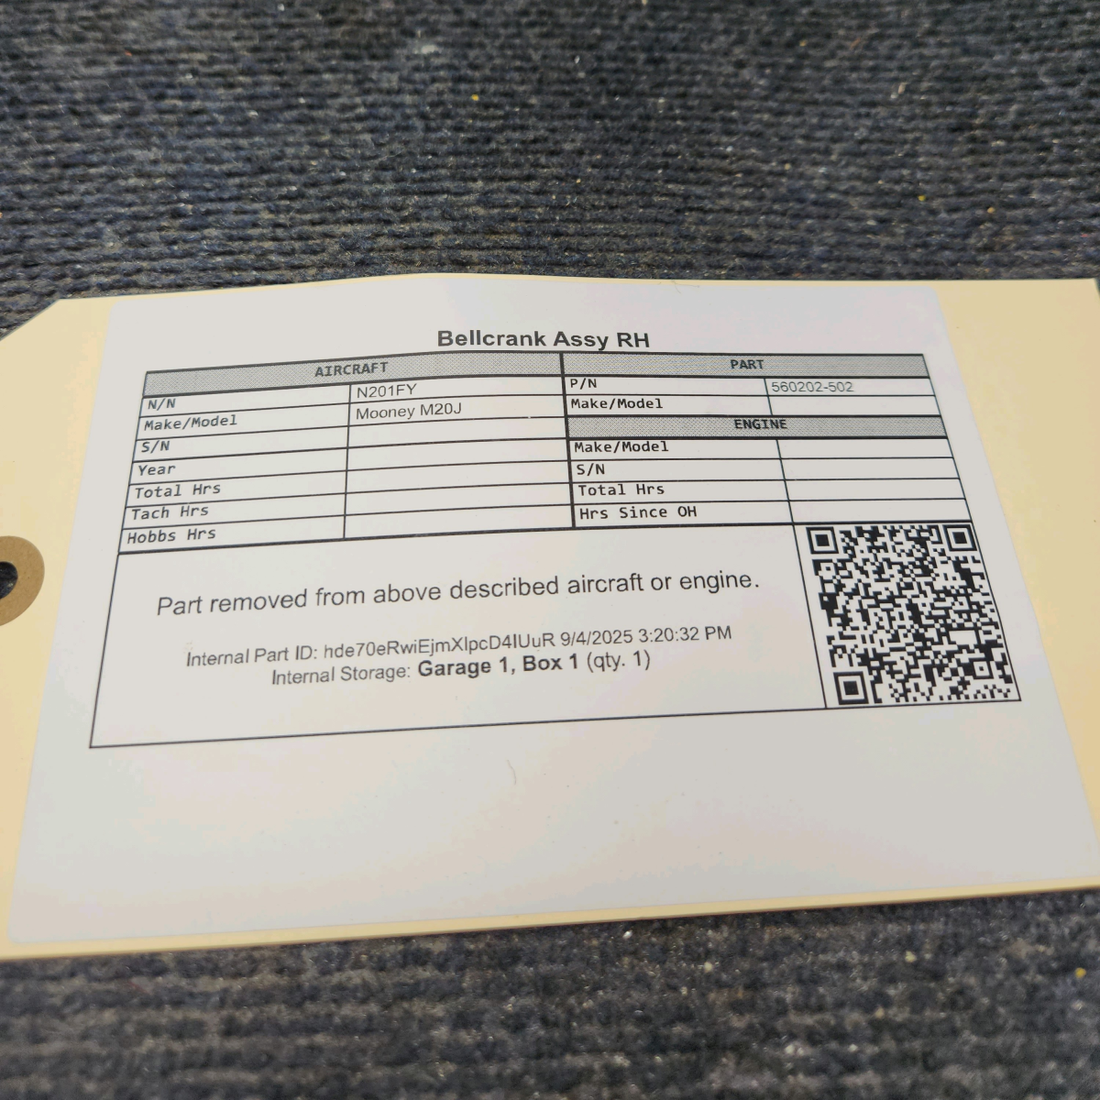 Bellcrank Assy RH
AIRCRAFT
N/N N201FY
Make/Model Mooney M20J
S/N
Year
Total Hrs
Tach Hrs
Hobbs Hrs
PART
P/N 560202-502
Make/Model
ENGINE
Make/Model
S/N
Total Hrs
Hrs Since OH
Part removed from above described aircraft or engine.
Internal Part ID: hde70eRwiEjmXlpcD4IUuR 9/4/2025 3:20:32 PM
Internal Storage: Garage 1, Box 1 (qty. 1)